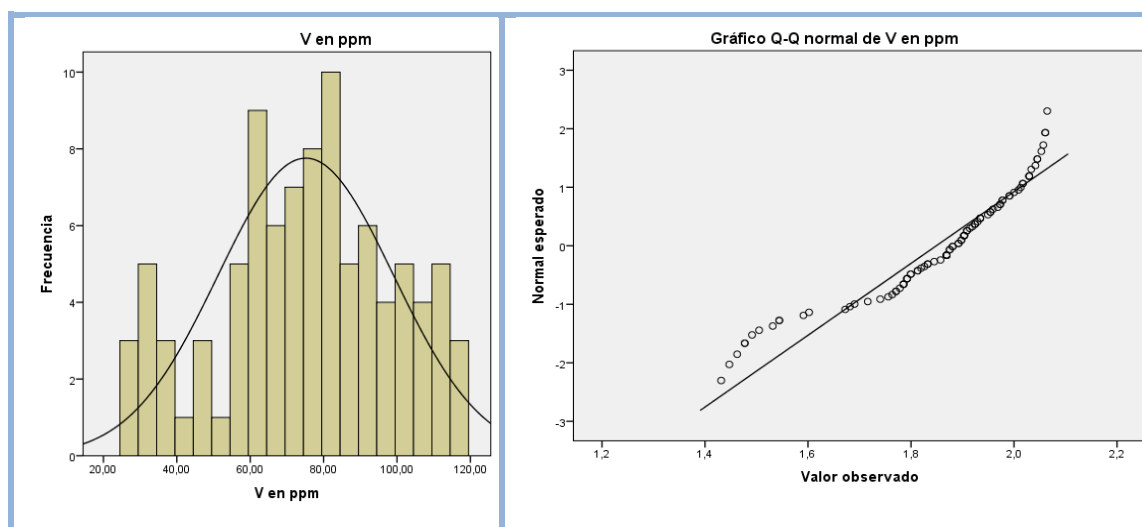 V en ppm
Frecuencia
10
8
6
4
2
0
20,00 40,00 60,00 80,00 100,00 120,00
V en ppm
Gráfico Q-Q normal de V en ppm
Normal esperado
3
2
1
0
-1
-2
-3
1,2 1,4 1,6 1,8 2,0 2,2
Valor observado